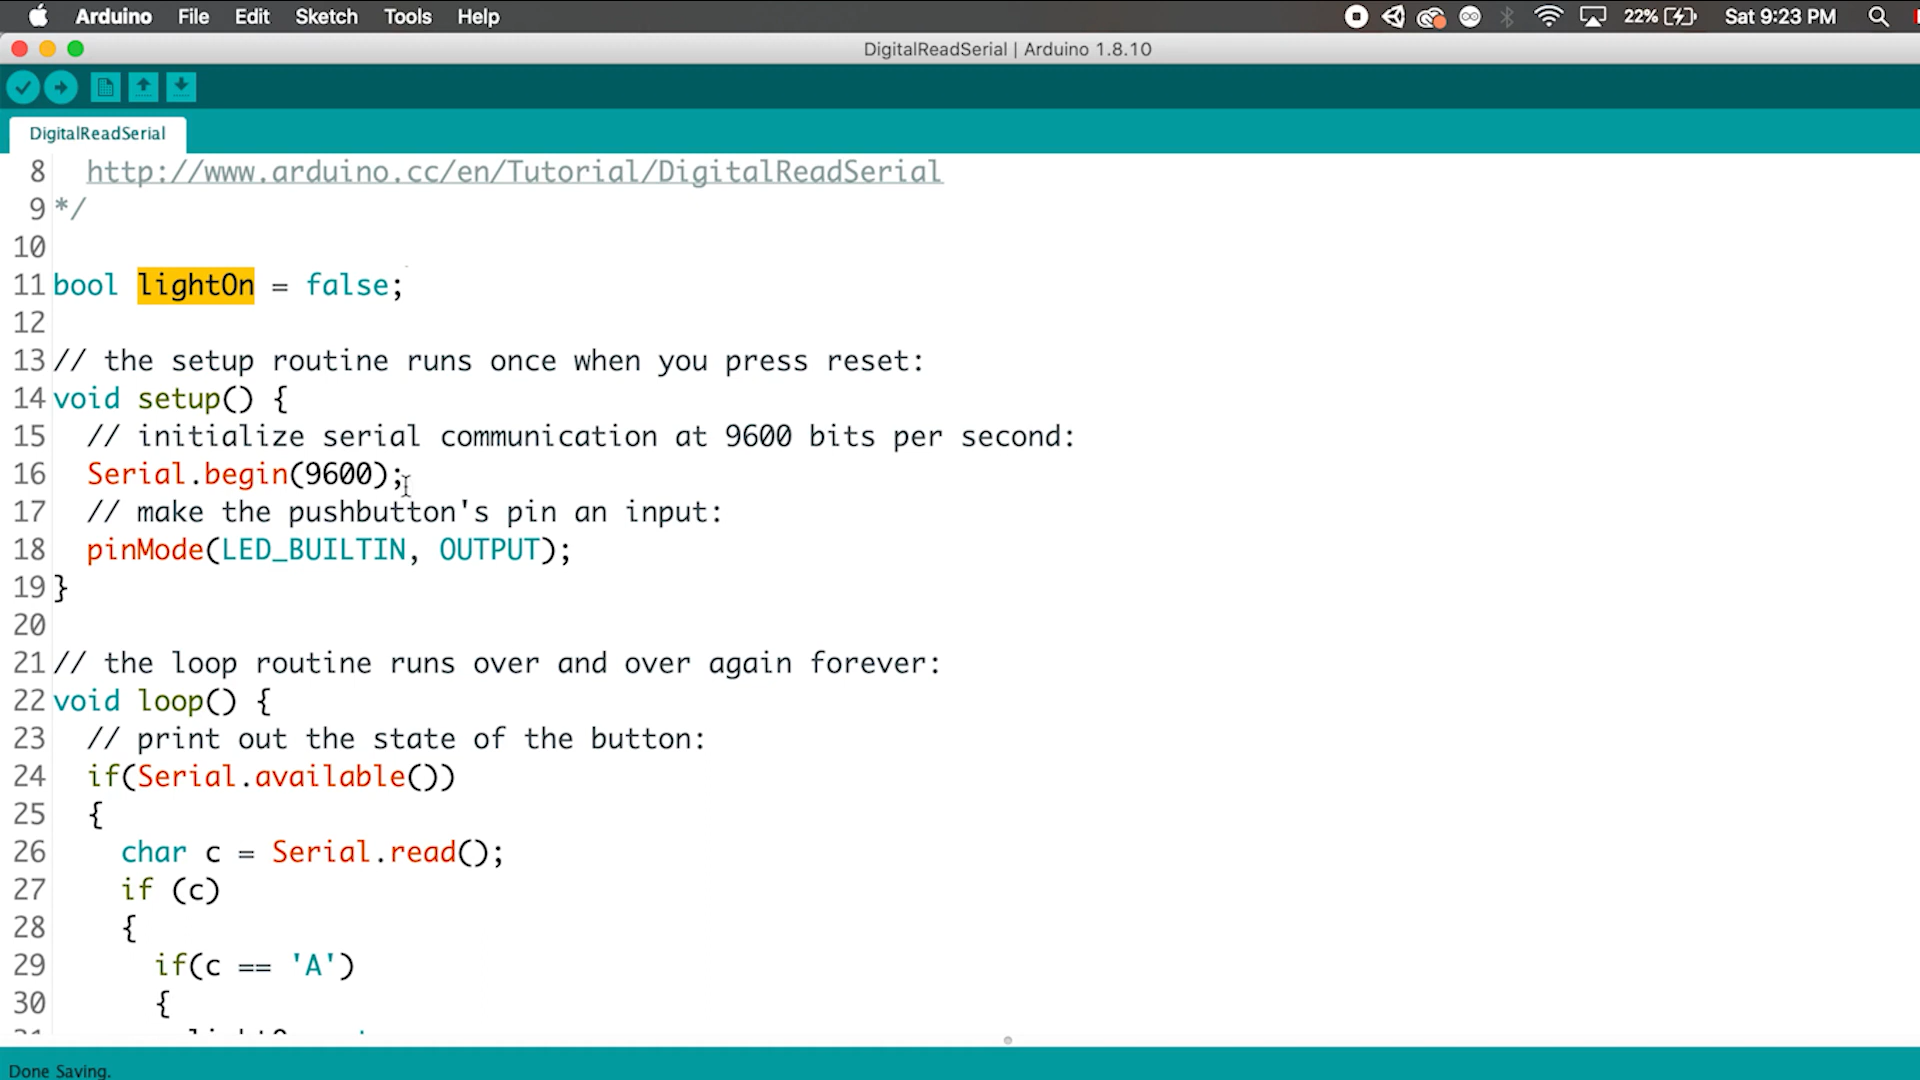 Arduino File Edit Sketch Tools Help 22% Sat 9:23 PM
DigitalReadSerial | Arduino 1.8.10
DigitalReadSerial
8 http://www.arduino.cc/en/Tutorial/DigitalReadSerial
9 */
10
11 bool lightOn = false;
12
13 // the setup routine runs once when you press reset:
14 void setup() {
15 // initialize serial communication at 9600 bits per second:
16 Serial.begin(9600);
17 // make the pushbutton's pin an input:
18 pinMode(LED_BUILTIN, OUTPUT);
19 }
20
21 // the loop routine runs over and over again forever:
22 void loop() {
23 // print out the state of the button:
24 if(Serial.available())
25 {
26 char c = Serial.read();
27 if (c)
28 {
29 if(c == 'A')
30 {
Done Saving.